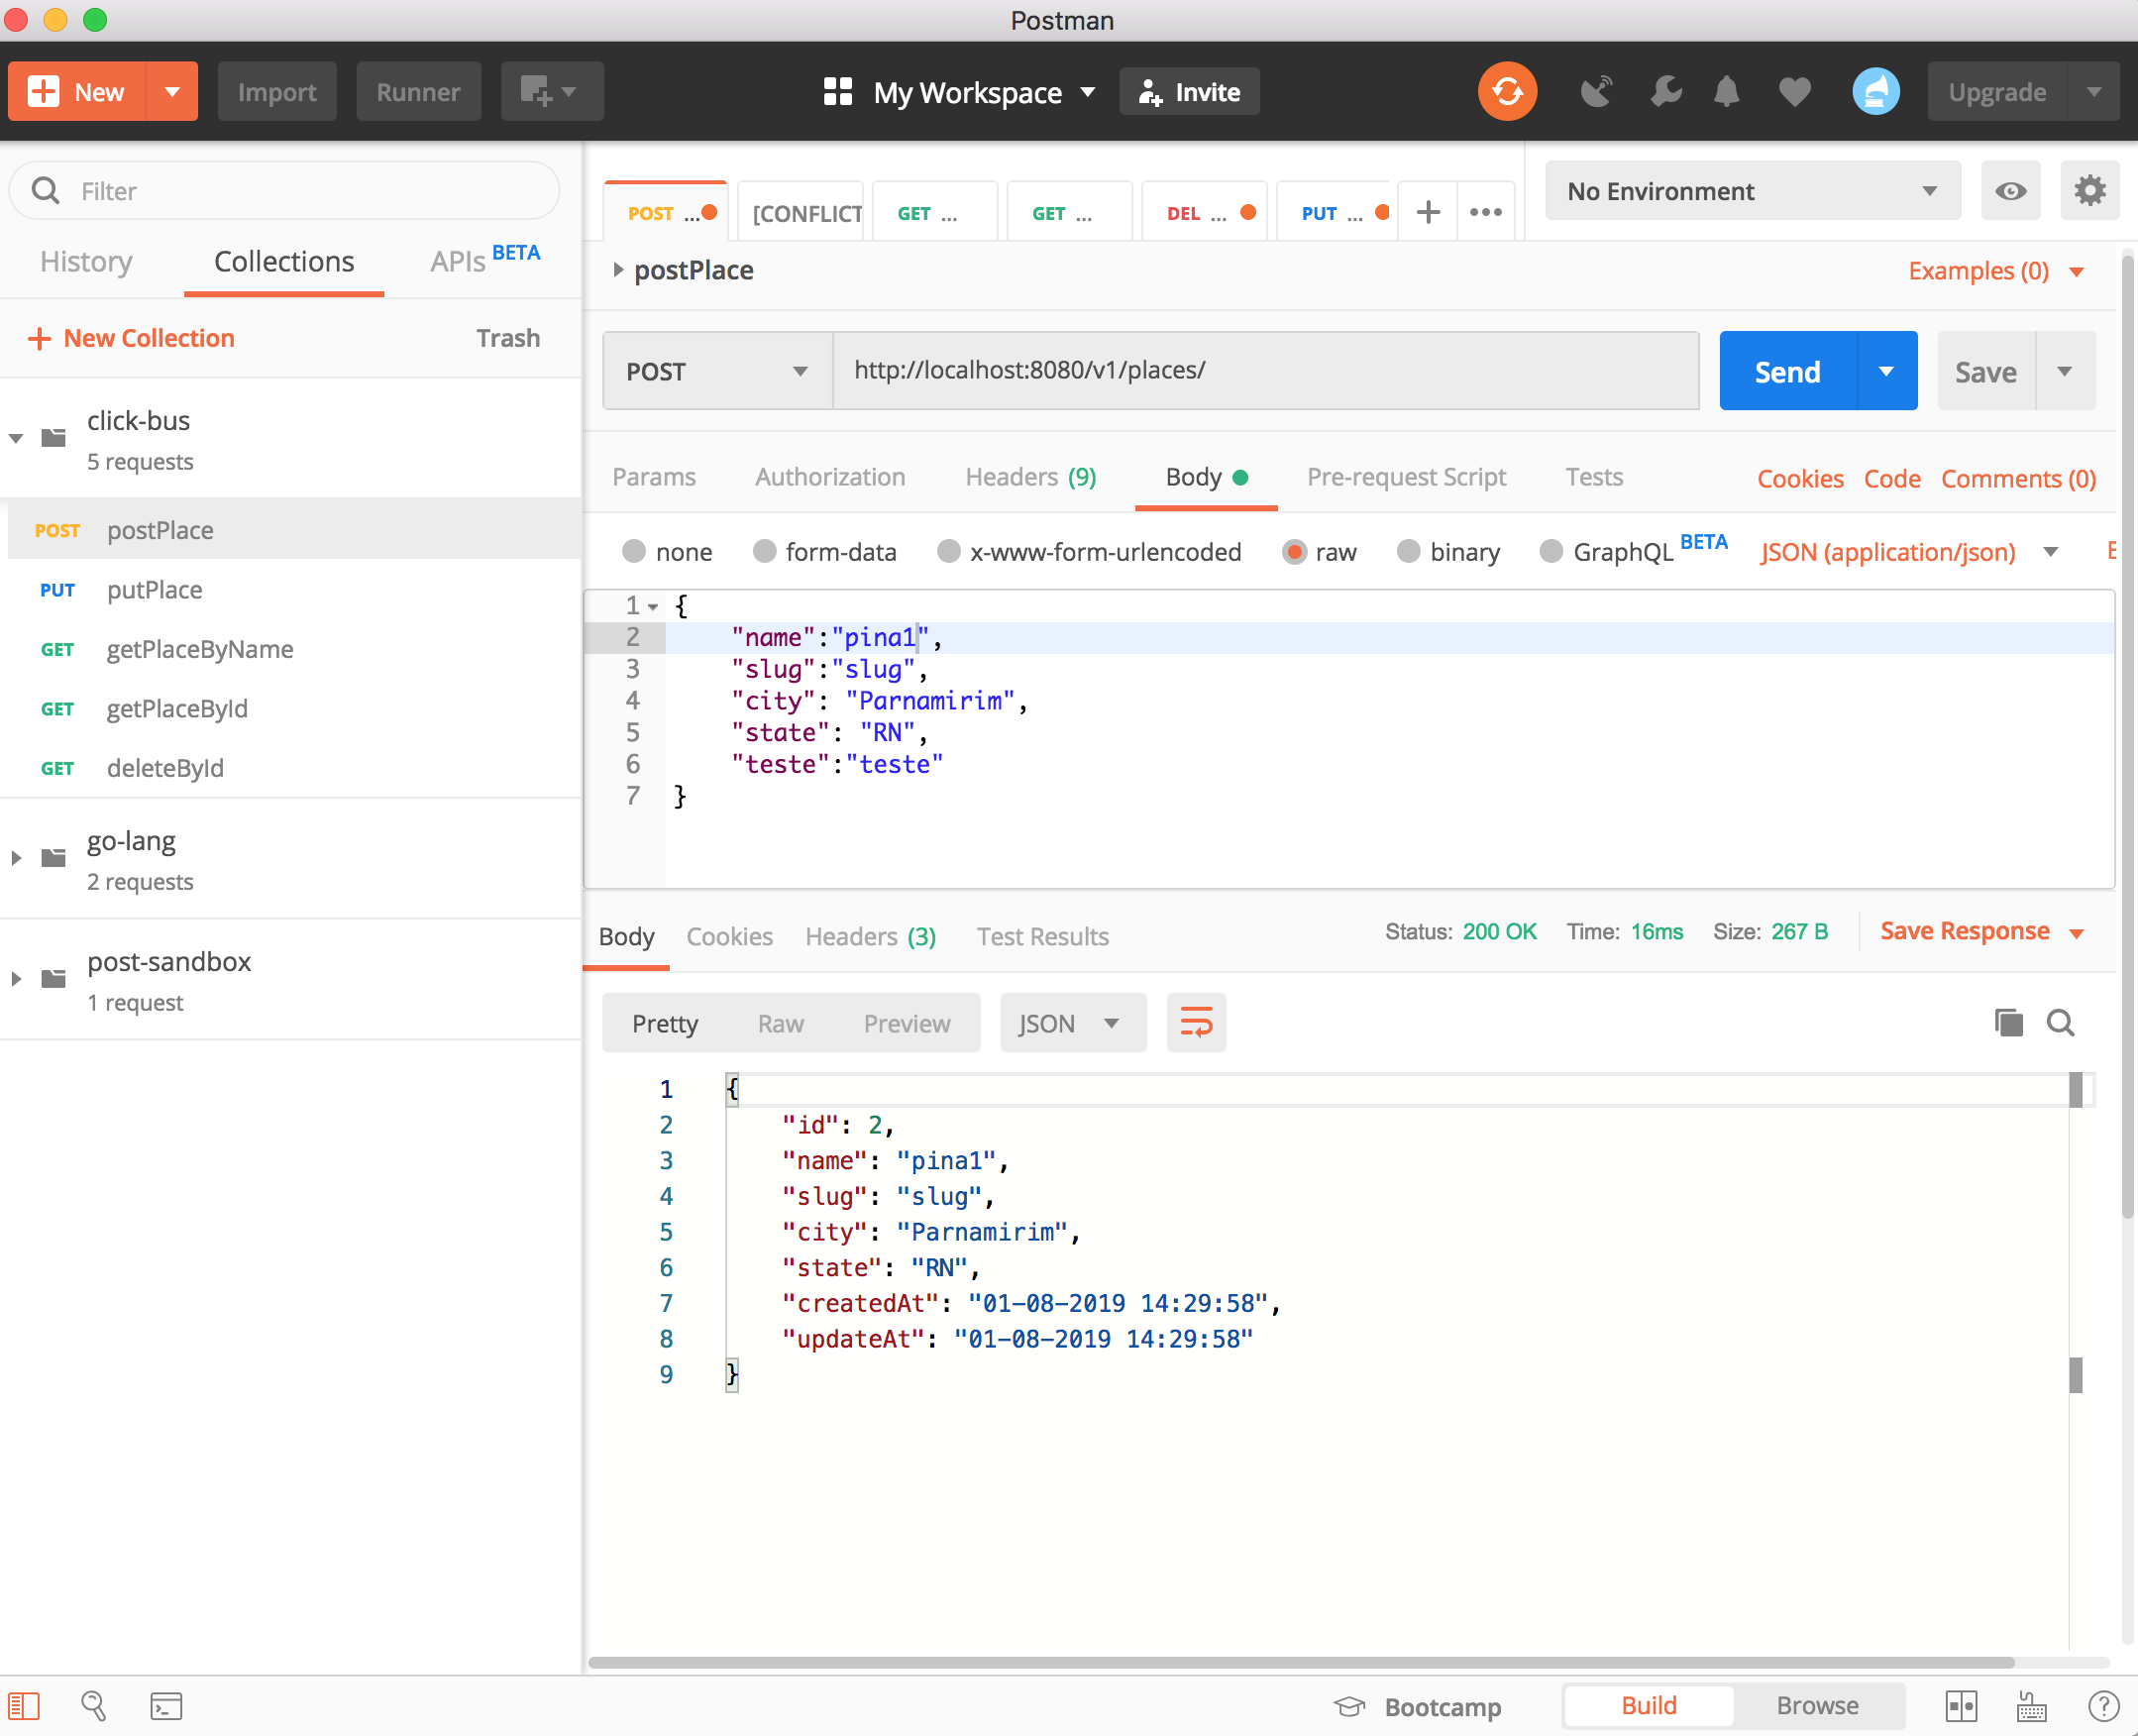 Postman
New Import Runner My Workspace Invite Upgrade
Filter
History Collections APIs BETA
+ New Collection Trash
click-bus
5 requests
POST postPlace
PUT putPlace
GET getPlaceByName
GET getPlaceById
GET deleteById
go-lang
2 requests
post-sandbox
1 request
POST ... [CONFLICT GET ... GET ... DEL ... PUT ... + ••• No Environment
postPlace Examples (0)
POST http://localhost:8080/v1/places/ Send Save
Params Authorization Headers (9) Body Pre-request Script Tests Cookies Code Comments (0)
none form-data x-www-form-urlencoded raw binary GraphQL BETA JSON (application/json)
1 {
2 "name":"pina1",
3 "slug":"slug",
4 "city": "Parnamirim",
5 "state": "RN",
6 "teste":"teste"
7 }
Body Cookies Headers (3) Test Results Status: 200 OK Time: 16ms Size: 267 B Save Response
Pretty Raw Preview JSON
1 {
2 "id": 2,
3 "name": "pina1",
4 "slug": "slug",
5 "city": "Parnamirim",
6 "state": "RN",
7 "createdAt": "01-08-2019 14:29:58",
8 "updateAt": "01-08-2019 14:29:58"
9 }
Bootcamp Build Browse ?